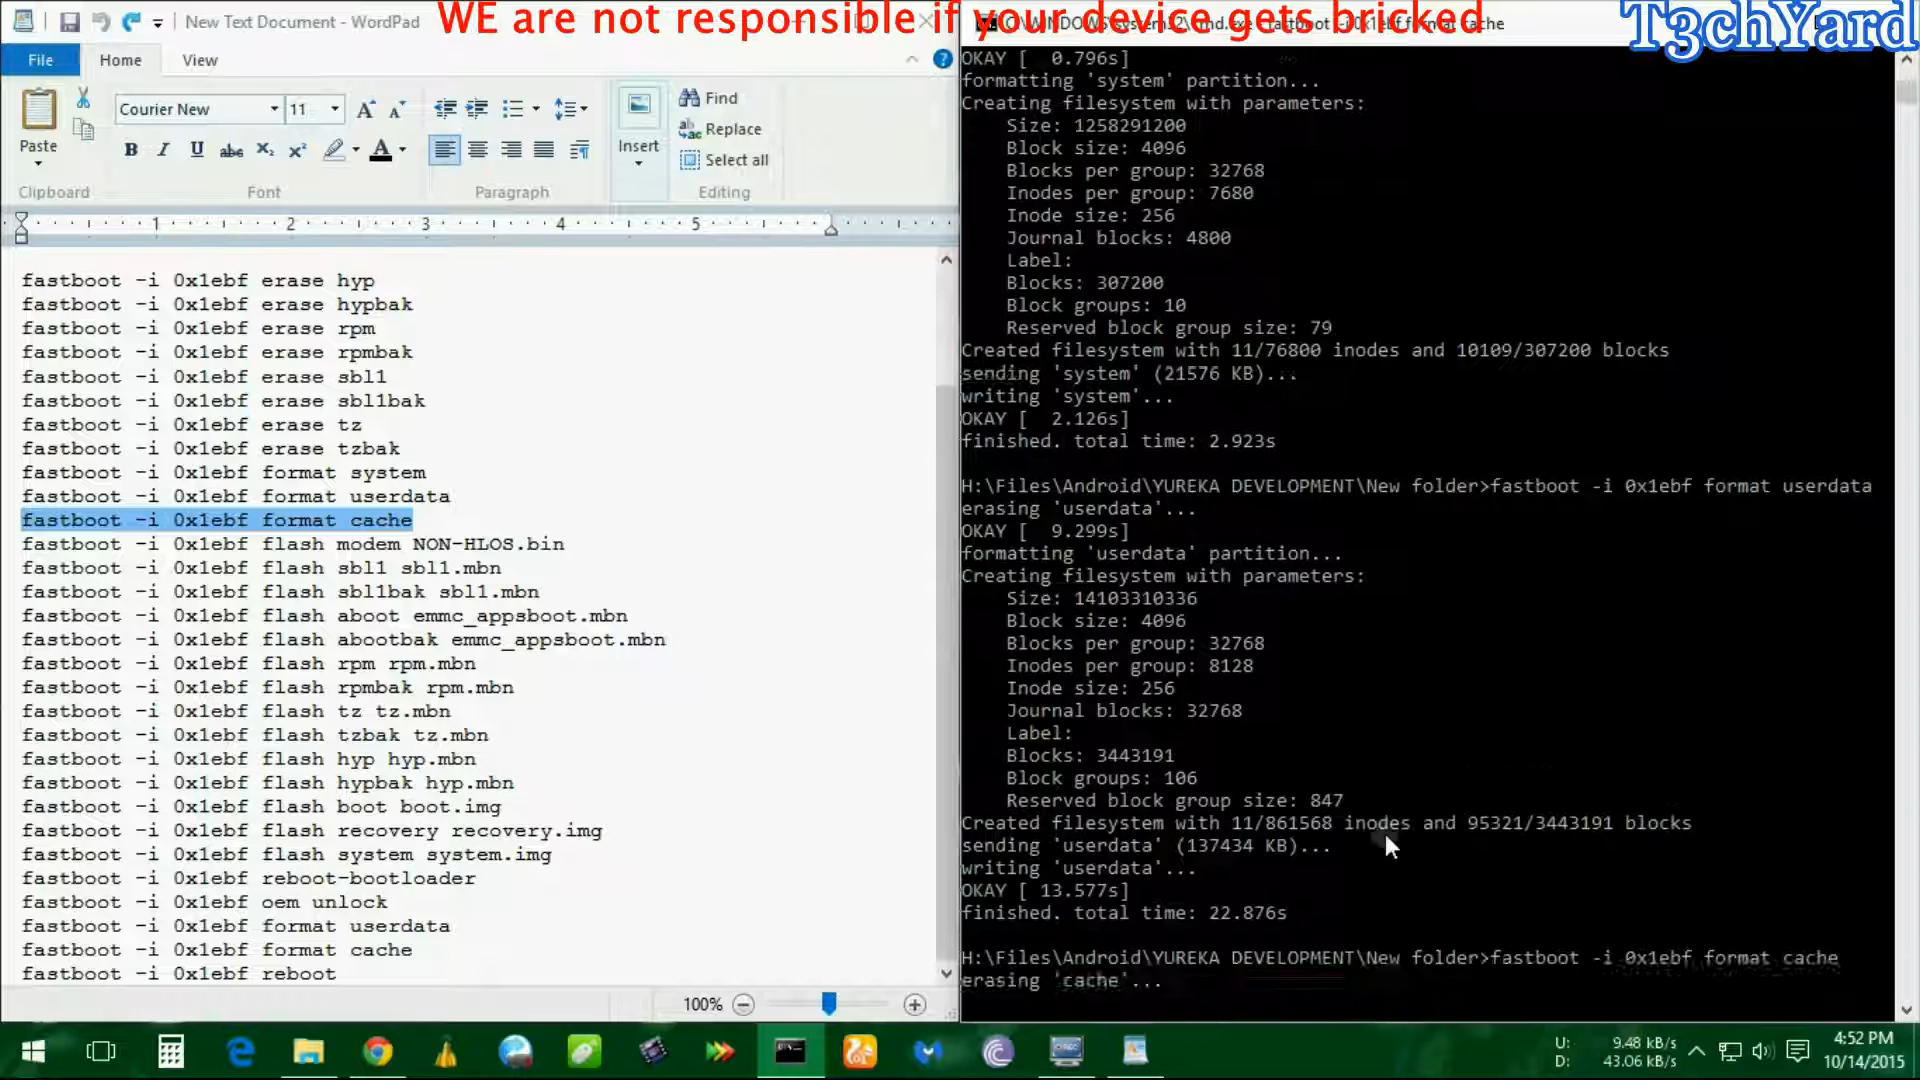 New Text Document - WordPad
WE are not responsible if your device gets bricked
T3chYard
File
Home
View
Paste
Courier New
11
B
I
U
abc
Insert
Find
Replace
Select all
Clipboard
Font
Paragraph
Editing
1
2
3
4
5
fastboot -i 0x1ebf erase hyp
fastboot -i 0x1ebf erase hypbak
fastboot -i 0x1ebf erase rpm
fastboot -i 0x1ebf erase rpmbak
fastboot -i 0x1ebf erase sbl1
fastboot -i 0x1ebf erase sbl1bak
fastboot -i 0x1ebf erase tz
fastboot -i 0x1ebf erase tzbak
fastboot -i 0x1ebf format system
fastboot -i 0x1ebf format userdata
fastboot -i 0x1ebf format cache
fastboot -i 0x1ebf flash modem NON-HLOS.bin
fastboot -i 0x1ebf flash sbl1 sbl1.mbn
fastboot -i 0x1ebf flash sbl1bak sbl1.mbn
fastboot -i 0x1ebf flash aboot emmc_appsboot.mbn
fastboot -i 0x1ebf flash abootbak emmc_appsboot.mbn
fastboot -i 0x1ebf flash rpm rpm.mbn
fastboot -i 0x1ebf flash rpmbak rpm.mbn
fastboot -i 0x1ebf flash tz tz.mbn
fastboot -i 0x1ebf flash tzbak tz.mbn
fastboot -i 0x1ebf flash hyp hyp.mbn
fastboot -i 0x1ebf flash hypbak hyp.mbn
fastboot -i 0x1ebf flash boot boot.img
fastboot -i 0x1ebf flash recovery recovery.img
fastboot -i 0x1ebf flash system system.img
fastboot -i 0x1ebf reboot-bootloader
fastboot -i 0x1ebf oem unlock
fastboot -i 0x1ebf format userdata
fastboot -i 0x1ebf format cache
fastboot -i 0x1ebf reboot
100%
C:\WINDOWS\system32\cmd.exe - fastboot -i 0x1ebf format cache
OKAY [  0.796s]
formatting 'system' partition...
Creating filesystem with parameters:
Size: 1258291200
Block size: 4096
Blocks per group: 32768
Inodes per group: 7680
Inode size: 256
Journal blocks: 4800
Label:
Blocks: 307200
Block groups: 10
Reserved block group size: 79
Created filesystem with 11/76800 inodes and 10109/307200 blocks
sending 'system' (21576 KB)...
writing 'system'...
OKAY [  2.126s]
finished. total time: 2.923s
H:\Files\Android\YUREKA DEVELOPMENT\New folder>fastboot -i 0x1ebf format userdata
erasing 'userdata'...
OKAY [  9.299s]
formatting 'userdata' partition...
Creating filesystem with parameters:
Size: 14103310336
Block size: 4096
Blocks per group: 32768
Inodes per group: 8128
Inode size: 256
Journal blocks: 32768
Label:
Blocks: 3443191
Block groups: 106
Reserved block group size: 847
Created filesystem with 11/861568 inodes and 95321/3443191 blocks
sending 'userdata' (137434 KB)...
writing 'userdata'...
OKAY [ 13.577s]
finished. total time: 22.876s
H:\Files\Android\YUREKA DEVELOPMENT\New folder>fastboot -i 0x1ebf format cache
erasing 'cache'...
U: 9.48 kB/s
D: 43.06 kB/s
4:52 PM
10/14/2015